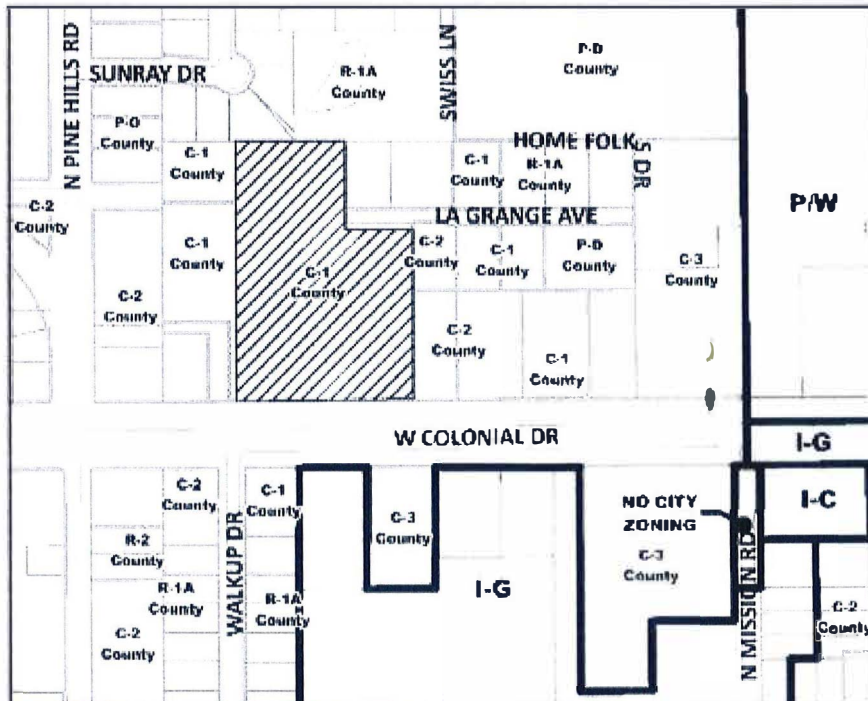 N PINE HILLS RD
SUNRAY DR
R-1A
County
SWISS LN
P-D
County
P-O
County
C-1
County
HOME FOLK
S DR
C-1
County
R-1A
County
C-2
County
P/W
LA GRANGE AVE
C-1
County
C-2
County
C-1
County
P-D
County
C-3
County
C-1
County
C-2
County
C-2
County
C-1
County
W COLONIAL DR
I-G
C-2
County
C-1
County
C-3
County
NO CITY
ZONING
I-C
R-2
County
WALKUP DR
C-3
County
N MISSION RD
R-1A
County
R-1A
County
I-G
C-2
County
C-2
County